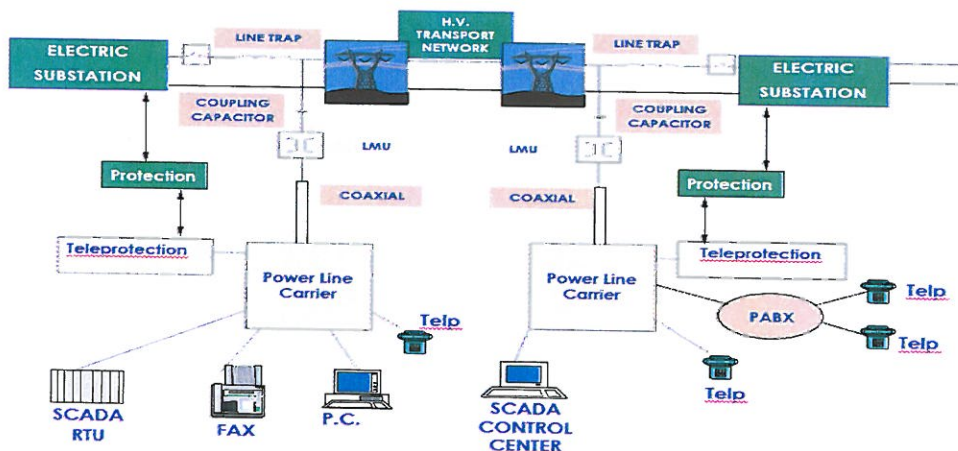 H.V.
TRANSPORT
NETWORK
LINE TRAP
LINE TRAP
ELECTRIC
SUBSTATION
ELECTRIC
SUBSTATION
COUPLING
CAPACITOR
COUPLING
CAPACITOR
LMU
LMU
Protection
Protection
COAXIAL
COAXIAL
Teleprotection
Teleprotection
Power Line
Carrier
Power Line
Carrier
Telp
PABX
Telp
Telp
Telp
SCADA
RTU
FAX
P.C.
SCADA
CONTROL
CENTER